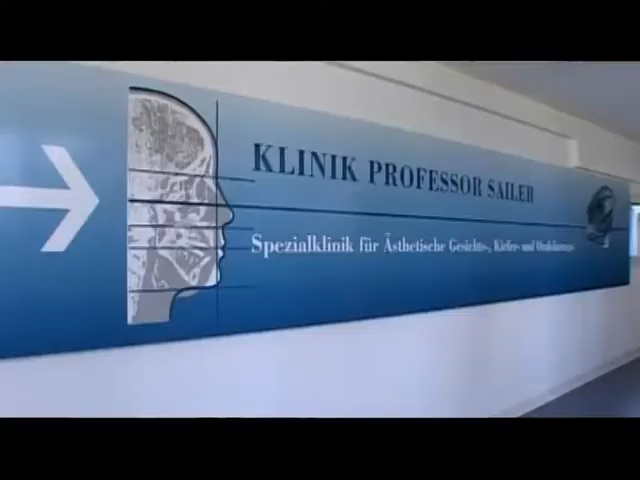 KLINIK PROFESSOR SAILER
Spezialklinik für Ästhetische Gesichts-, Kiefer- und